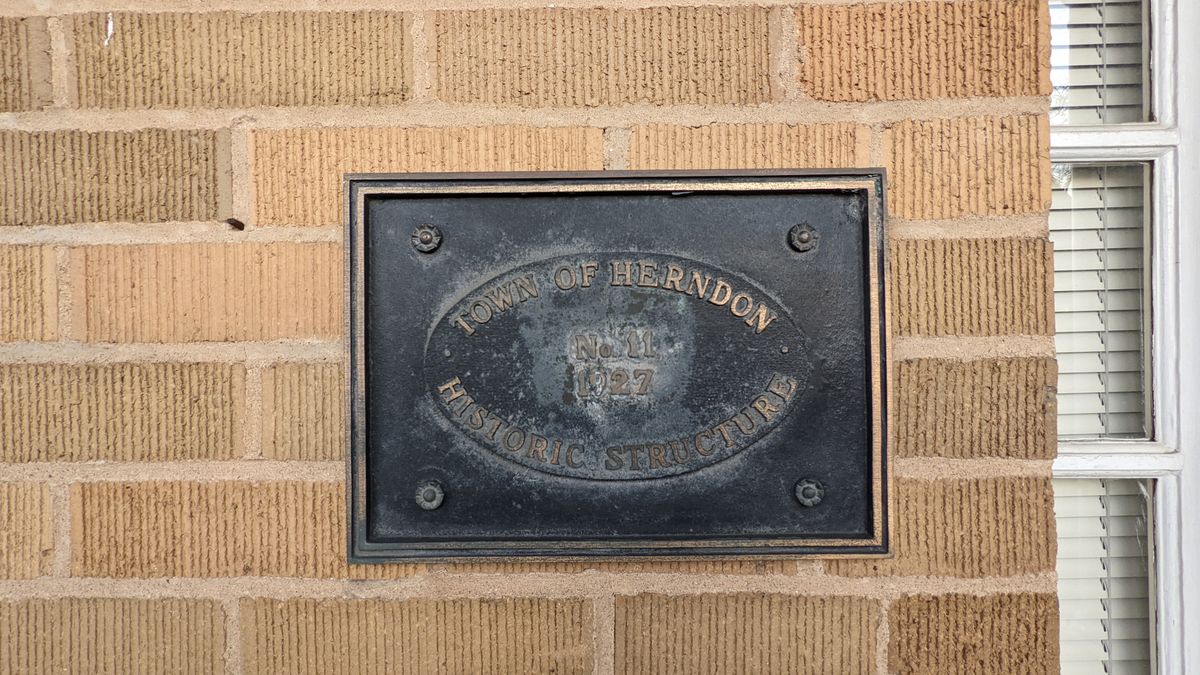 TOWN OF HERNDON
No. 11
1927
HISTORIC STRUCTURE